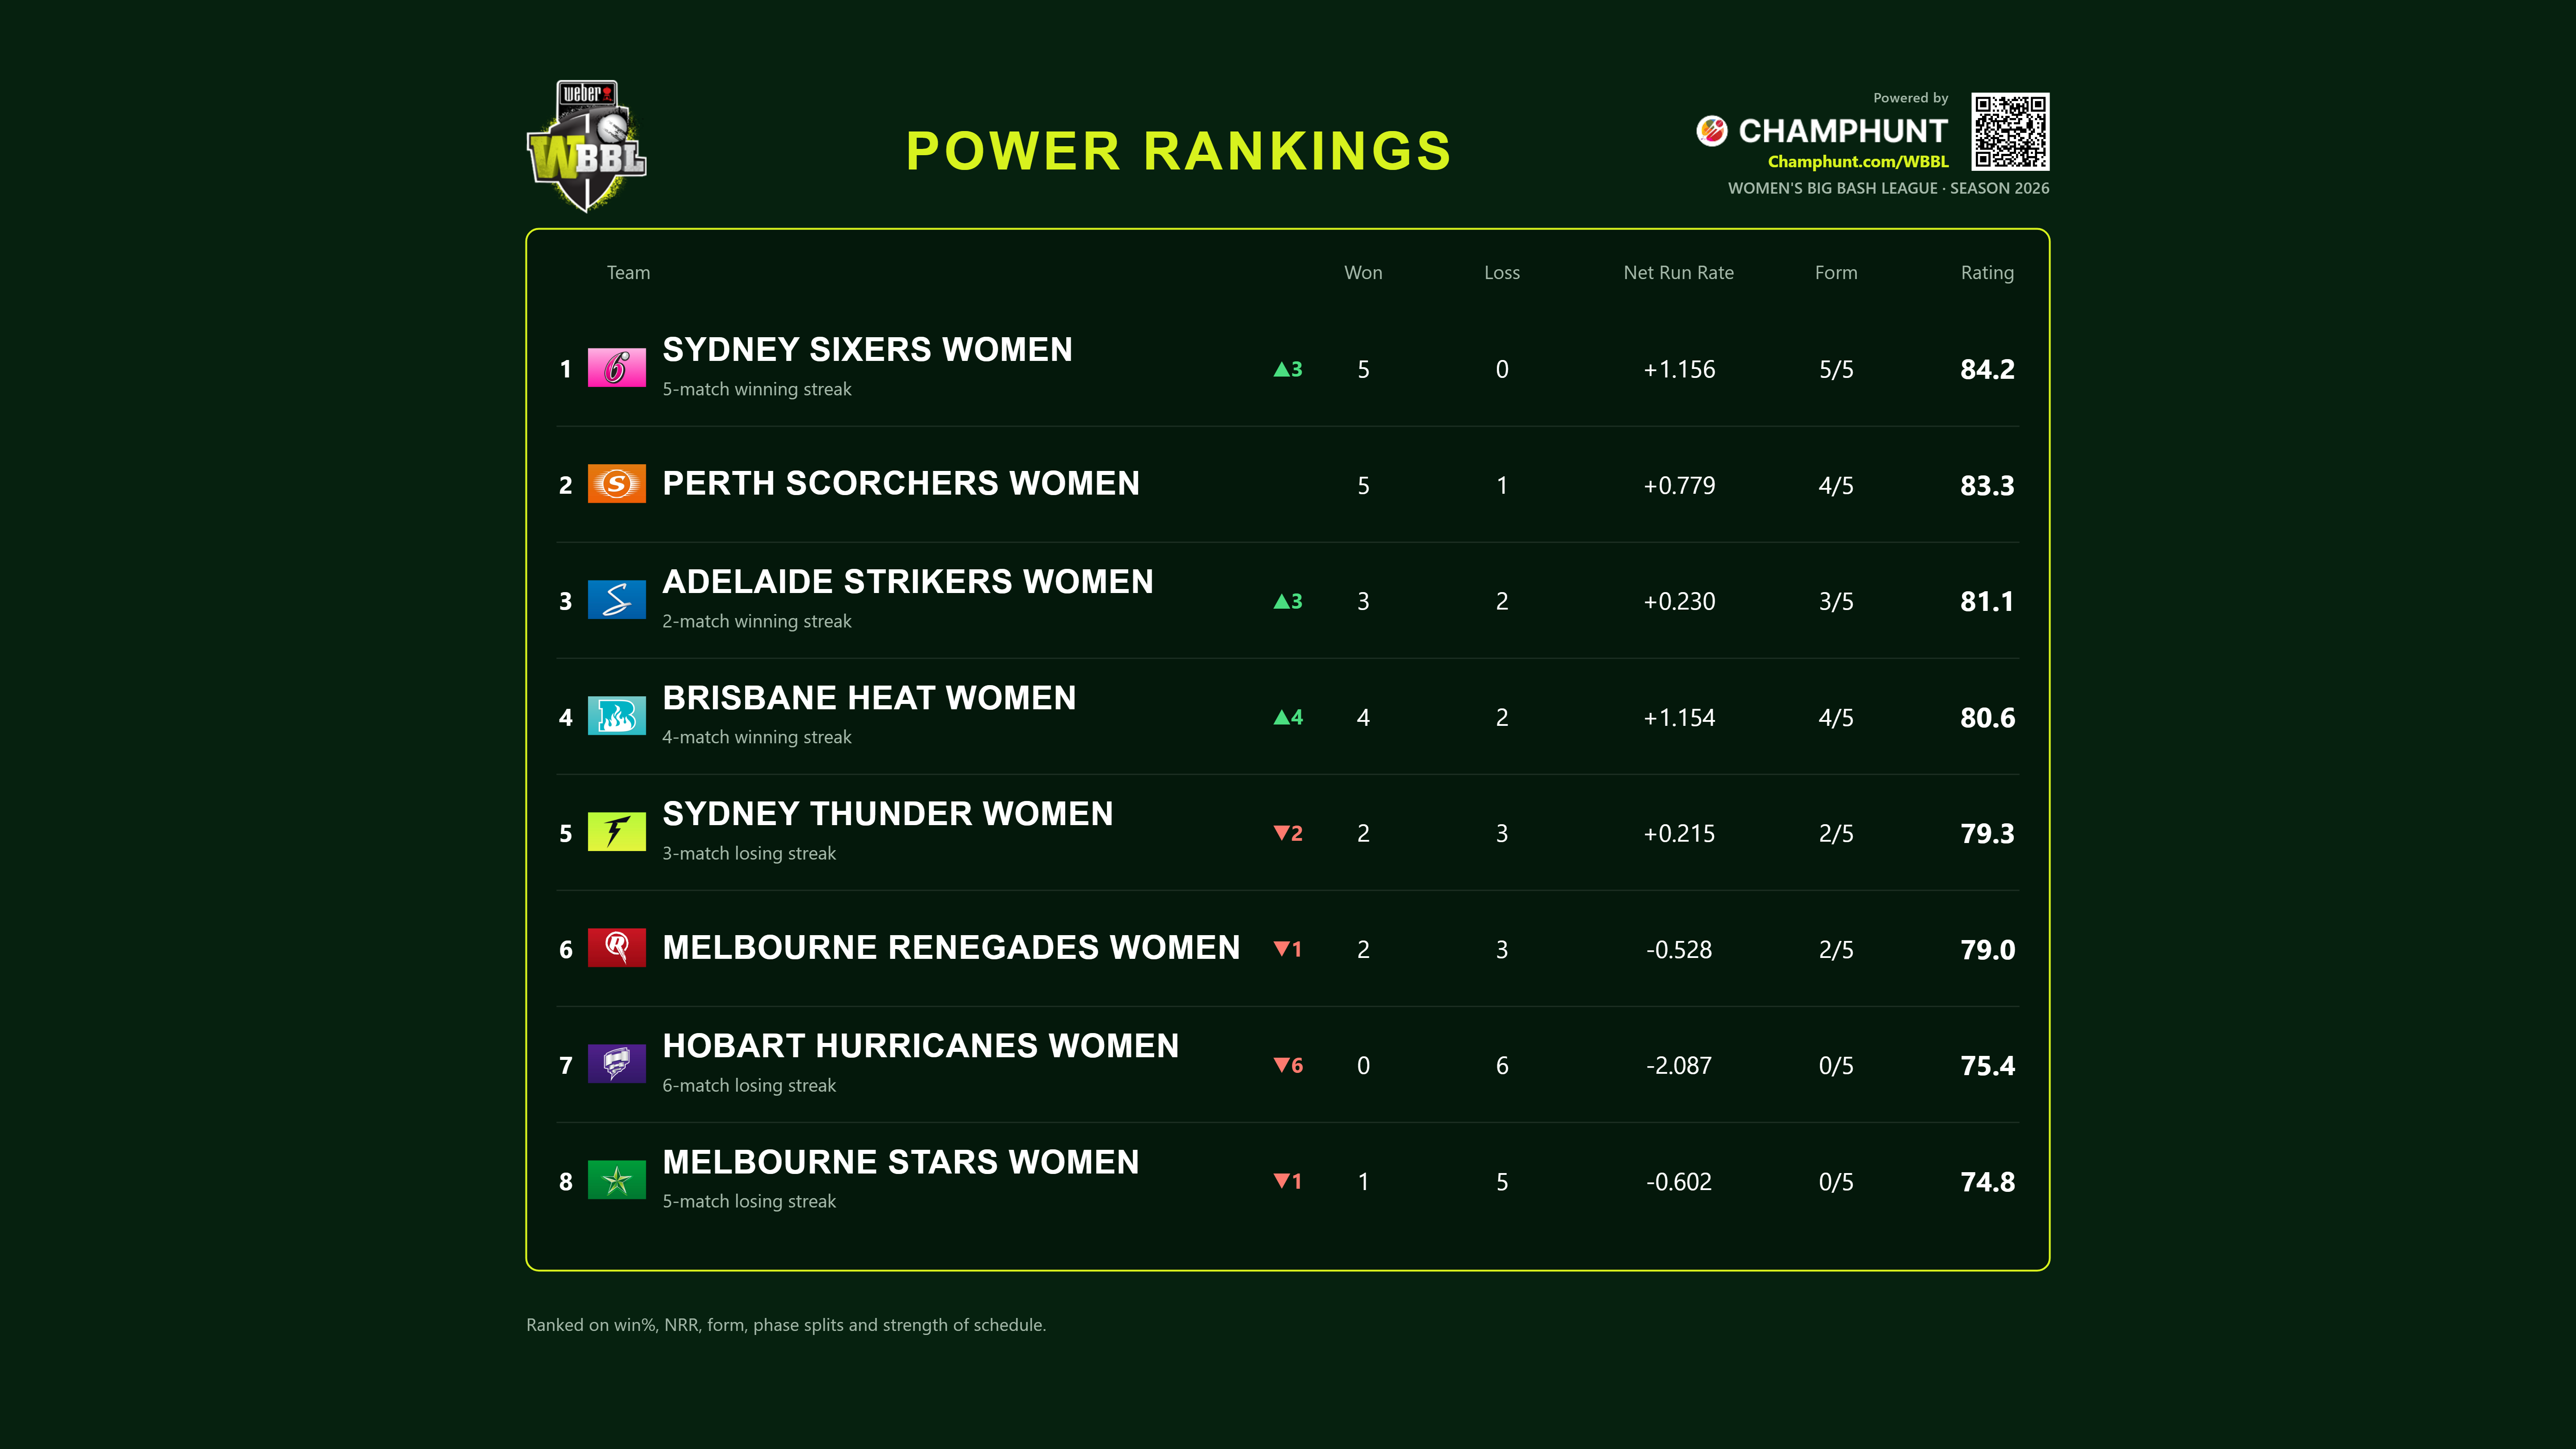 weber
WBBL
POWER RANKINGS
Powered by
CHAMPHUNT
Champhunt.com/WBBL
WOMEN'S BIG BASH LEAGUE · SEASON 2026
Team Won Loss Net Run Rate Form Rating
1 6 SYDNEY SIXERS WOMEN ▲3 5 0 +1.156 5/5 84.2
5-match winning streak
2 S PERTH SCORCHERS WOMEN 5 1 +0.779 4/5 83.3
3 S ADELAIDE STRIKERS WOMEN ▲3 3 2 +0.230 3/5 81.1
2-match winning streak
4 B BRISBANE HEAT WOMEN ▲4 4 2 +1.154 4/5 80.6
4-match winning streak
5 SYDNEY THUNDER WOMEN ▼2 2 3 +0.215 2/5 79.3
3-match losing streak
6 R MELBOURNE RENEGADES WOMEN ▼1 2 3 -0.528 2/5 79.0
7 HOBART HURRICANES WOMEN ▼6 0 6 -2.087 0/5 75.4
6-match losing streak
8 MELBOURNE STARS WOMEN ▼1 1 5 -0.602 0/5 74.8
5-match losing streak
Ranked on win%, NRR, form, phase splits and strength of schedule.